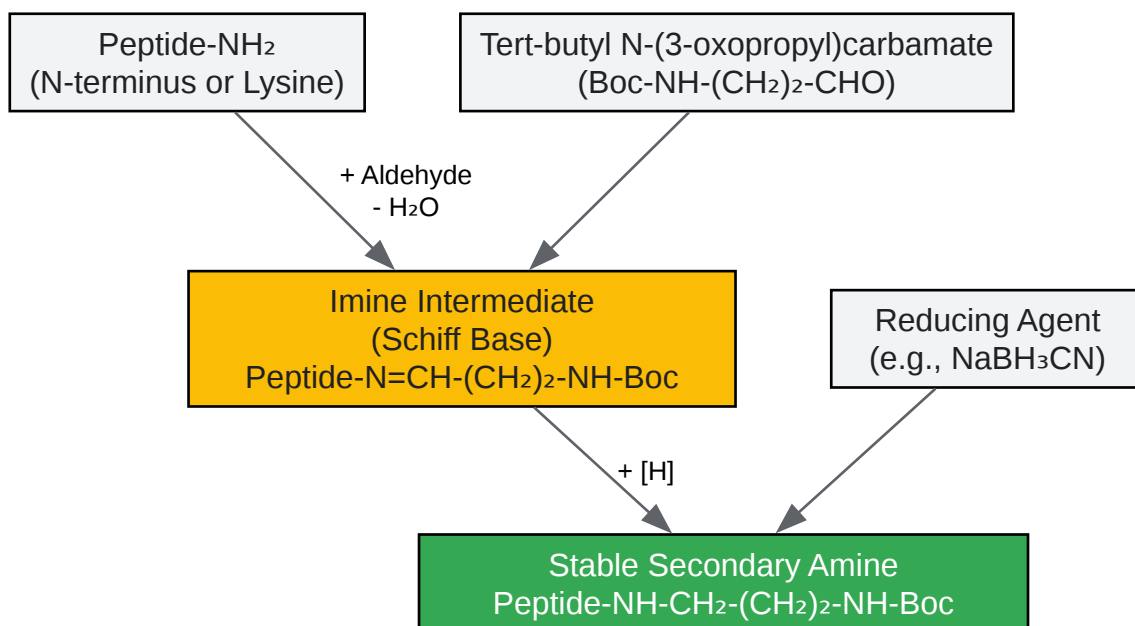 Peptide-NH₂
(N-terminus or Lysine)
Tert-butyl N-(3-oxopropyl)carbamate
(Boc-NH-(CH₂)₂-CHO)
+ Aldehyde
- H₂O
Imine Intermediate
(Schiff Base)
Peptide-N=CH-(CH₂)₂-NH-Boc
Reducing Agent
(e.g., NaBH₃CN)
+ [H]
Stable Secondary Amine
Peptide-NH-CH₂-(CH₂)₂-NH-Boc